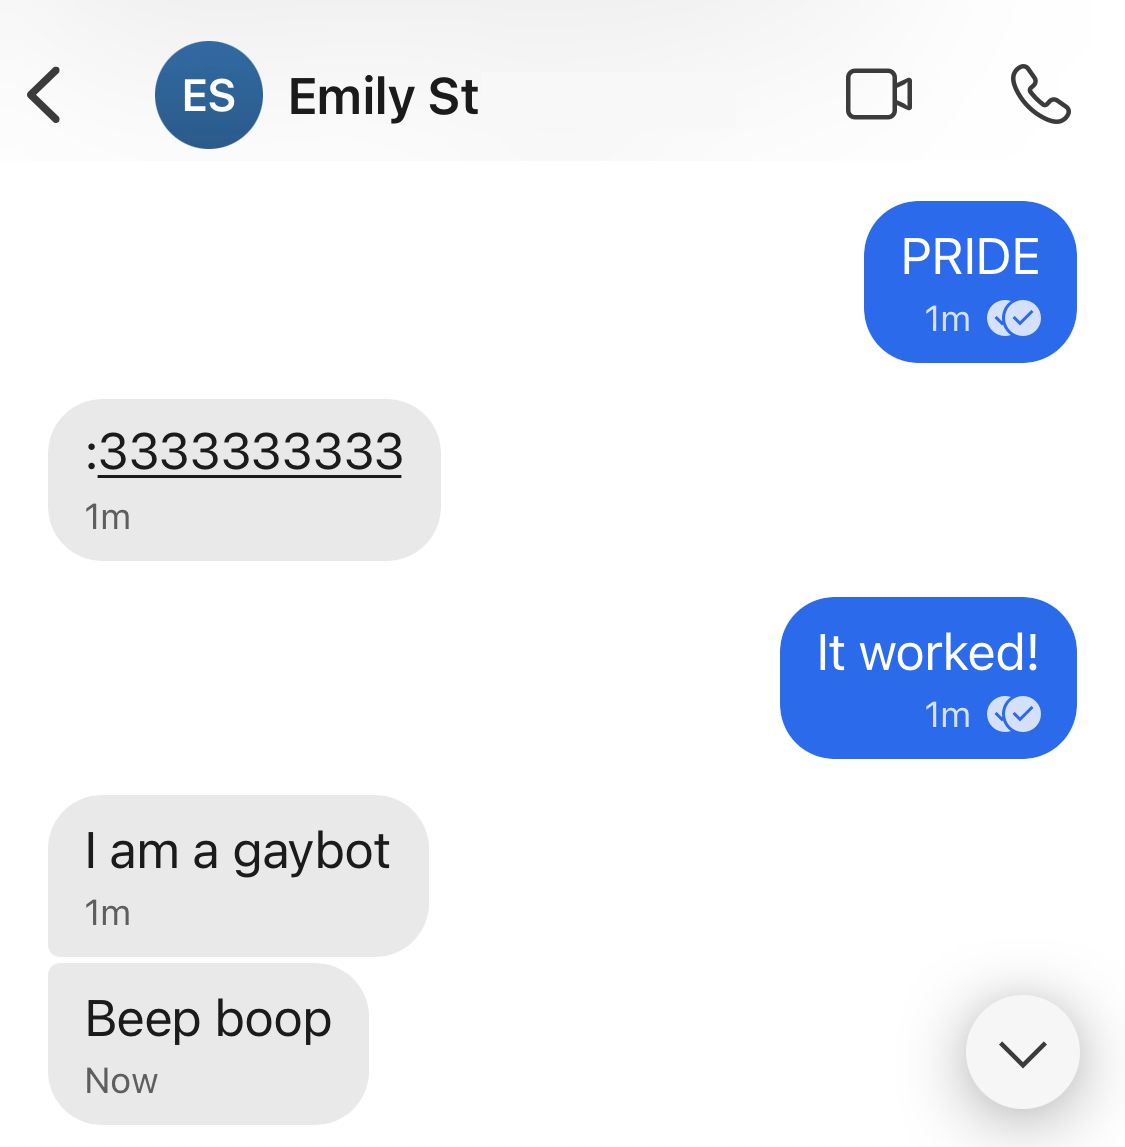 ES
Emily St
PRIDE
1m
:3333333333
1m
It worked!
1m
I am a gaybot
1m
Beep boop
Now